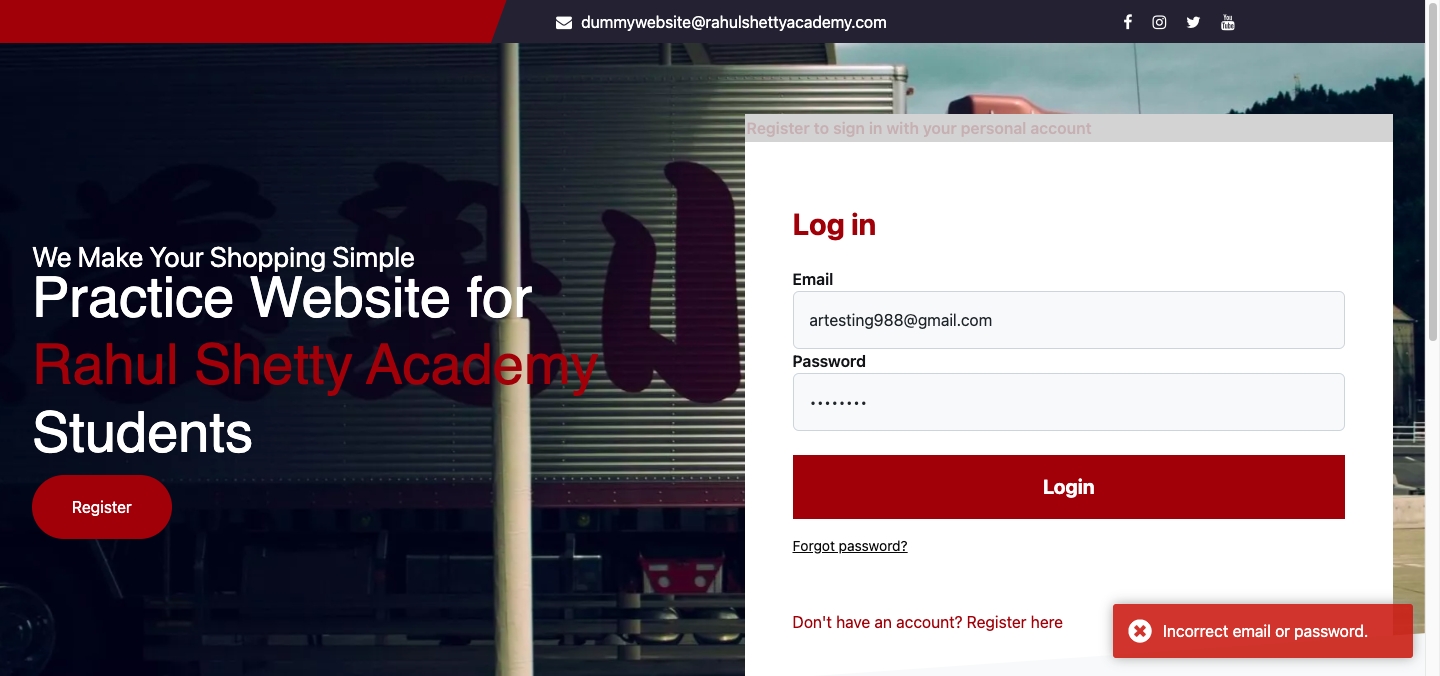 dummywebsite@rahulshettyacademy.com
We Make Your Shopping Simple
Practice Website for
Rahul Shetty Academy
Students
Register
Register to sign in with your personal account
Log in
Email
artesting988@gmail.com
Password
••••••••
Login
Forgot password?
Don't have an account? Register here
Incorrect email or password.